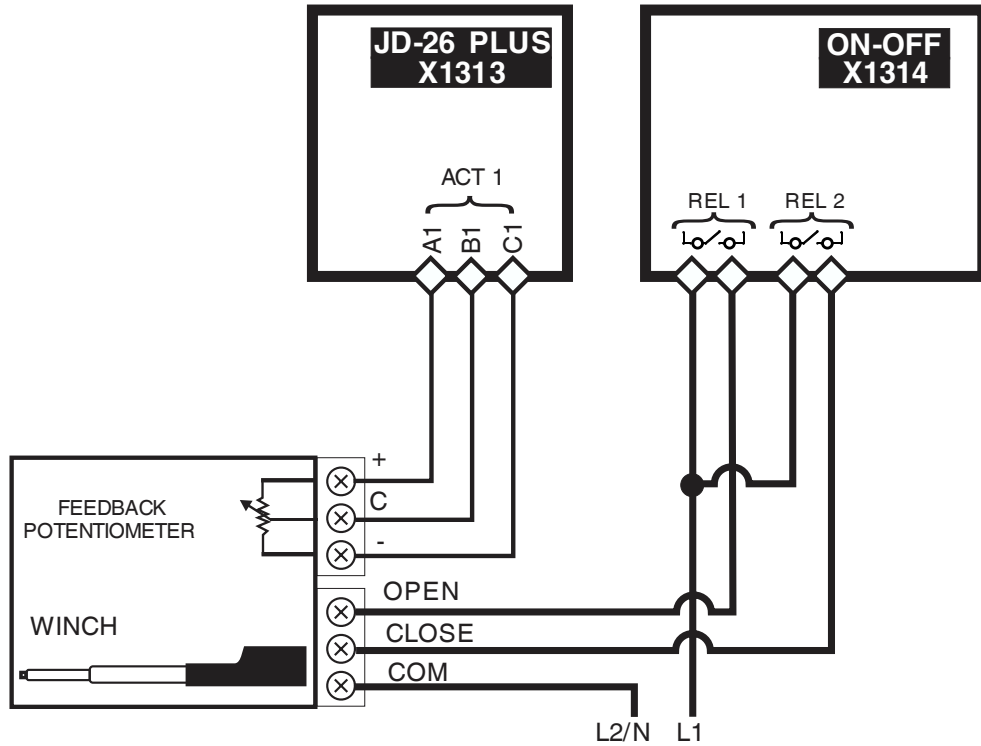 JD-26 PLUS
X1313
ON-OFF
X1314
ACT 1
A1
B1
C1
REL 1
REL 2
FEEDBACK
POTENTIOMETER
+
C
-
WINCH
OPEN
CLOSE
COM
L2/N
L1